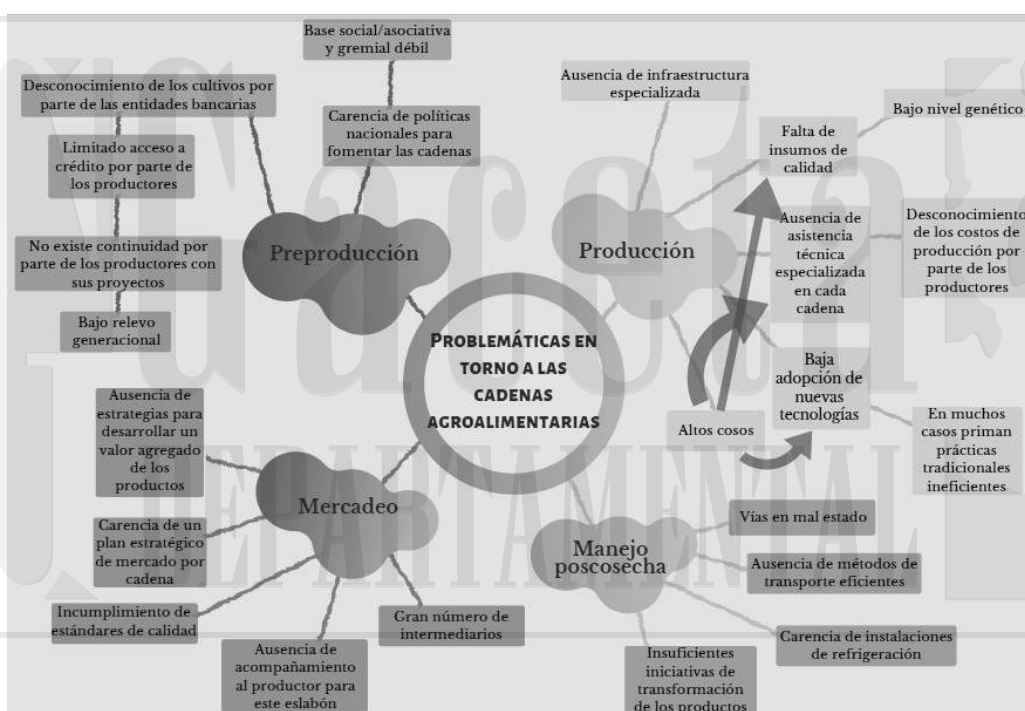 Base social/asociativa
y gremial débil
Desconocimiento de los cultivos por
parte de las entidades bancarias
Carencia de políticas
nacionales para
fomentar las cadenas
Limitado acceso a
crédito por parte de
los productores
No existe continuidad por
parte de los productores con
sus proyectos
Bajo relevo
generacional
Preproducción
Ausencia de infraestructura
especializada
Falta de
insumos de
calidad
Bajo nivel genético
Producción
Ausencia de
asistencia
técnica
especializada
en cada
cadena
Desconocimiento
de los costos de
producción por
parte de los
productores
Baja
adopción de
nuevas
tecnologías
Altos cosos
En muchos
casos priman
prácticas
tradicionales
ineficientes
PROBLEMÁTICAS EN
TORNO A LAS
CADENAS
AGROALIMENTARIAS
Ausencia de
estrategias para
desarrollar un
valor agregado
de los
productos
Mercadeo
Carencia de un
plan estratégico
de mercado por
cadena
Incumplimiento de
estándares de calidad
Ausencia de
acompañamiento
al productor para
este eslabón
Gran número de
intermediarios
Manejo
poscosecha
Vías en mal estado
Ausencia de métodos de
transporte eficientes
Carencia de instalaciones
de refrigeración
Insuficientes
iniciativas de
transformación
de los productos
Gaceta
DEPARTAMENTAL